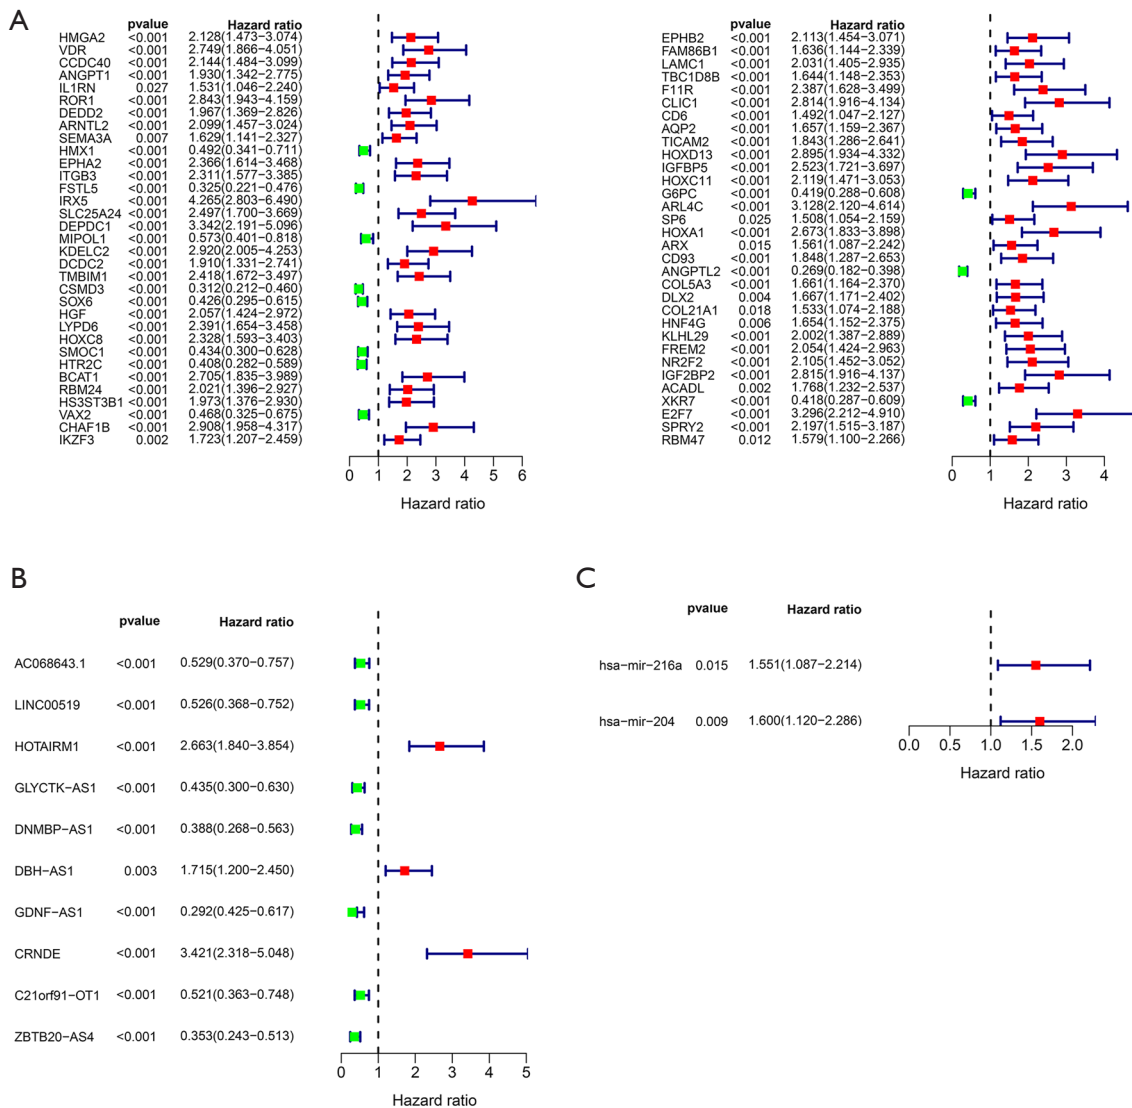 A
pvalue Hazard ratio
HMGA2 <0.001 2.128(1.473−3.074)
VDR <0.001 2.749(1.866−4.051)
CCDC40 <0.001 2.144(1.484−3.099)
ANGPT1 <0.001 1.930(1.342−2.775)
IL1RN 0.027 1.531(1.046−2.240)
ROR1 <0.001 2.843(1.943−4.159)
DEDD2 <0.001 1.967(1.369−2.826)
ARNTL2 <0.001 2.099(1.457−3.024)
SEMA3A 0.007 1.629(1.141−2.327)
HMX1 <0.001 0.492(0.341−0.711)
EPHA2 <0.001 2.366(1.614−3.468)
ITGB3 <0.001 2.311(1.577−3.385)
FSTL5 <0.001 0.325(0.221−0.476)
IRX5 <0.001 4.265(2.803−6.490)
SLC25A24 <0.001 2.497(1.700−3.669)
DEPDC1 <0.001 3.342(2.191−5.096)
MIPOL1 <0.001 0.573(0.401−0.818)
KDELC2 <0.001 2.920(2.005−4.253)
DCDC2 <0.001 1.910(1.331−2.741)
TMBIM1 <0.001 2.418(1.672−3.497)
CSMD3 <0.001 0.312(0.212−0.460)
SOX6 <0.001 0.426(0.295−0.615)
HGF <0.001 2.057(1.424−2.972)
LYPD6 <0.001 2.391(1.654−3.458)
HOXC8 <0.001 2.328(1.593−3.403)
SMOC1 <0.001 0.434(0.300−0.628)
HTR2C <0.001 0.408(0.282−0.589)
BCAT1 <0.001 2.705(1.835−3.989)
RBM24 <0.001 2.021(1.396−2.927)
HS3ST3B1 <0.001 1.973(1.376−2.930)
VAX2 <0.001 0.468(0.325−0.675)
CHAF1B <0.001 2.908(1.958−4.317)
IKZF3 0.002 1.723(1.207−2.459)
0 1 2 3 4 5 6
Hazard ratio
pvalue Hazard ratio
EPHB2 <0.001 2.113(1.454−3.071)
FAM86B1 <0.001 1.636(1.144−2.339)
LAMC1 <0.001 2.031(1.405−2.935)
TBC1D8B <0.001 1.644(1.148−2.353)
F11R <0.001 2.387(1.628−3.499)
CLIC1 <0.001 2.814(1.916−4.134)
CD6 <0.001 1.492(1.047−2.127)
AQP2 <0.001 1.657(1.159−2.367)
TICAM2 <0.001 1.843(1.286−2.641)
HOXD13 <0.001 2.895(1.934−4.332)
IGFBP5 <0.001 2.523(1.721−3.697)
HOXC11 <0.001 2.119(1.471−3.053)
G6PC <0.001 0.419(0.288−0.608)
ARL4C <0.001 3.128(2.120−4.614)
SP6 0.025 1.508(1.054−2.159)
HOXA1 <0.001 2.673(1.833−3.898)
ARX 0.015 1.561(1.087−2.242)
CD93 <0.001 1.848(1.287−2.653)
ANGPTL2 <0.001 0.269(0.182−0.398)
COL5A3 <0.001 1.661(1.164−2.370)
DLX2 0.004 1.667(1.171−2.402)
COL21A1 0.018 1.533(1.074−2.188)
HNF4G 0.006 1.654(1.152−2.375)
KLHL29 <0.001 2.002(1.387−2.889)
FREM2 <0.001 2.054(1.424−2.963)
NR2F2 <0.001 2.105(1.452−3.052)
IGF2BP2 <0.001 2.815(1.916−4.137)
ACADL 0.002 1.768(1.232−2.537)
XKR7 <0.001 0.418(0.287−0.609)
E2F7 <0.001 3.296(2.212−4.910)
SPRY2 <0.001 2.197(1.515−3.187)
RBM47 0.012 1.579(1.100−2.266)
0 1 2 3 4
Hazard ratio
B
pvalue Hazard ratio
AC068643.1 <0.001 0.529(0.370−0.757)
LINC00519 <0.001 0.526(0.368−0.752)
HOTAIRM1 <0.001 2.663(1.840−3.854)
GLYCTK−AS1 <0.001 0.435(0.300−0.630)
DNMBP−AS1 <0.001 0.388(0.268−0.563)
DBH−AS1 0.003 1.715(1.200−2.450)
GDNF−AS1 <0.001 0.292(0.425−0.617)
CRNDE <0.001 3.421(2.318−5.048)
C21orf91−OT1 <0.001 0.521(0.363−0.748)
ZBTB20−AS4 <0.001 0.353(0.243−0.513)
0 1 2 3 4 5
Hazard ratio
C
pvalue Hazard ratio
hsa−mir−216a 0.015 1.551(1.087−2.214)
hsa−mir−204 0.009 1.600(1.120−2.286)
0.0 0.5 1.0 1.5 2.0
Hazard ratio